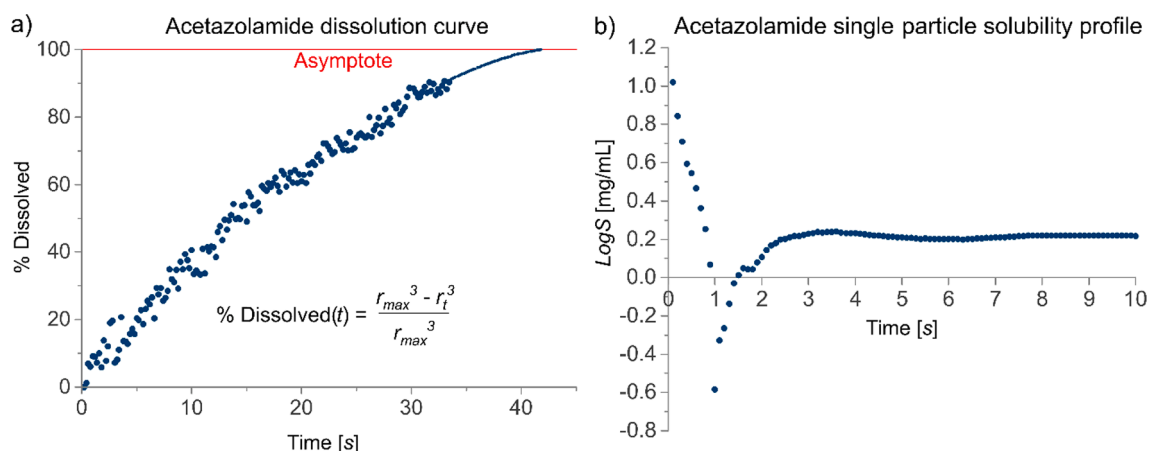 a)
Acetazolamide dissolution curve
100
80
60
40
20
0
% Dissolved
Asymptote
% Dissolved(t) = r_max^3 - r_t^3
r_max^3
0 10 20 30 40
Time [s]
b)
Acetazolamide single particle solubility profile
1.2
1.0
0.8
0.6
0.4
0.2
0.0
-0.2
-0.4
-0.6
-0.8
LogS [mg/mL]
0 1 2 3 4 5 6 7 8 9 10
Time [s]